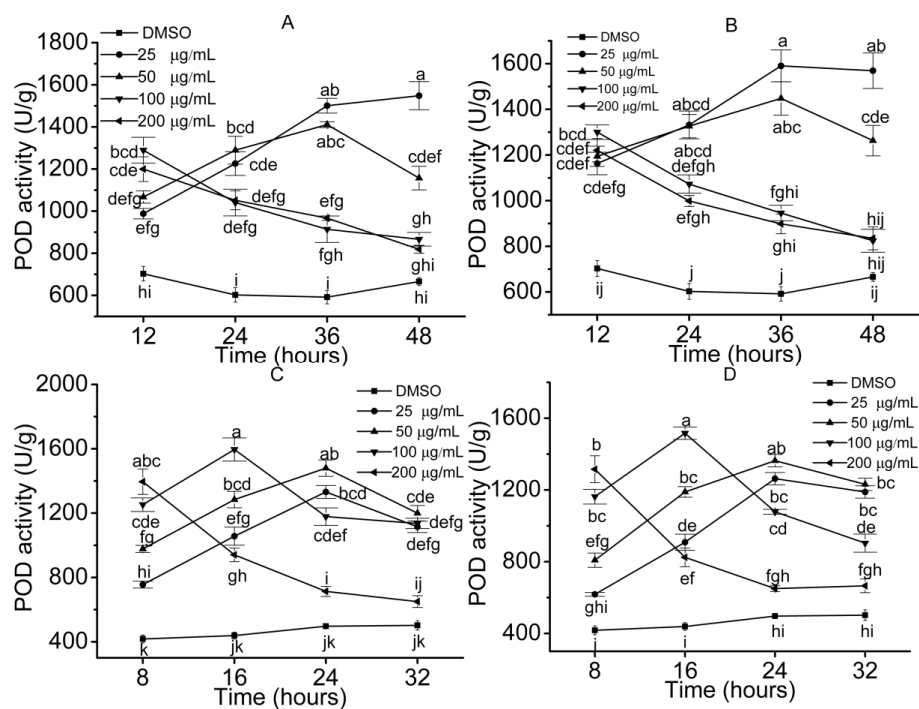 A
DMSO
25 μg/mL
50 μg/mL
100 μg/mL
200 μg/mL
POD activity (U/g)
1800
1600
1400
1200
1000
800
600
bcd
cde
defg
efg
hi
bcd
cde
defg
defg
i
ab
abc
efg
fgh
i
a
cdef
gh
ghi
hi
12
24
36
48
Time (hours)
B
DMSO
25 μg/mL
50 μg/mL
100 μg/mL
200 μg/mL
POD activity (U/g)
1600
1400
1200
1000
800
600
bcd
cdef
cdef
cdefg
ij
abcd
abcd
defgh
efgh
j
a
abc
fghi
ghi
j
ab
cde
hij
hij
ij
12
24
36
48
Time (hours)
C
DMSO
25 μg/mL
50 μg/mL
100 μg/mL
200 μg/mL
POD activity (U/g)
2000
1600
1200
800
400
abc
cde
fg
hi
k
a
bcd
efg
gh
jk
ab
bcd
cdef
i
jk
cde
defg
defg
ij
jk
8
16
24
32
Time (hours)
D
DMSO
25 μg/mL
50 μg/mL
100 μg/mL
200 μg/mL
POD activity (U/g)
1600
1200
800
400
b
bc
efg
ghi
i
a
bc
de
ef
i
ab
bc
cd
fgh
hi
bc
bc
de
fgh
hi
8
16
24
32
Time (hours)